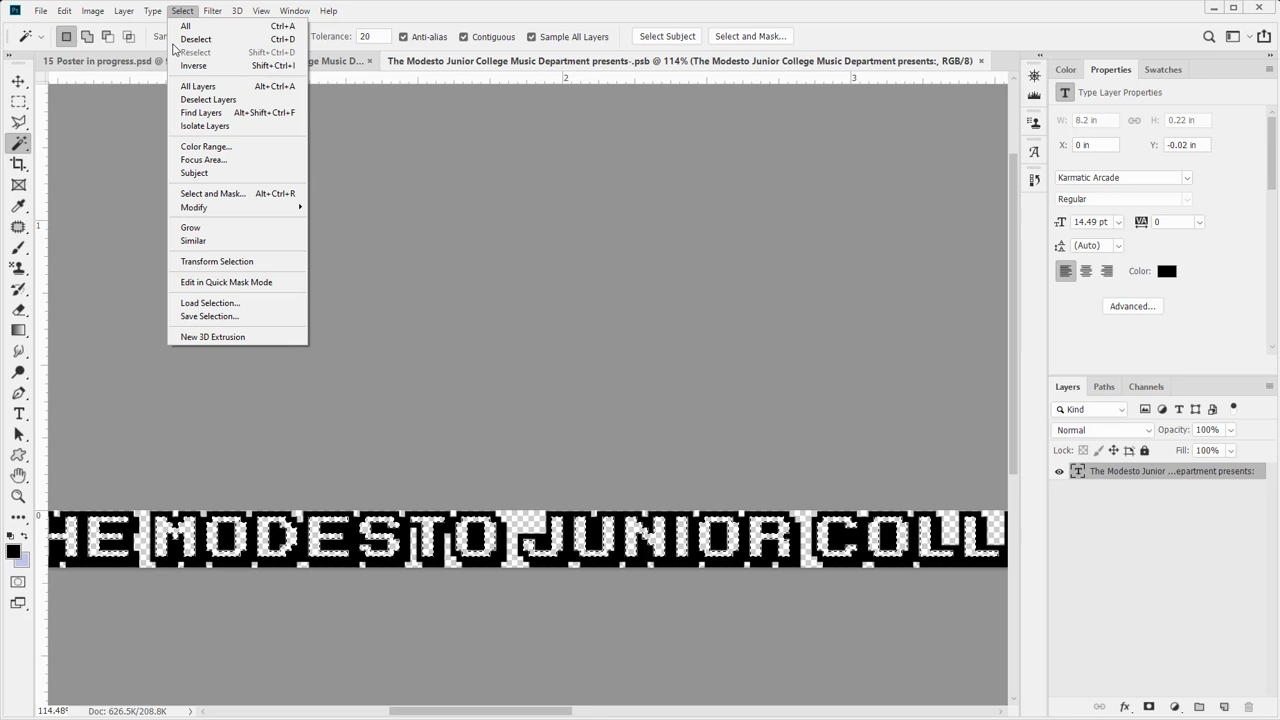 File Edit Image Layer Type Select Filter 3D View Window Help
Tolerance: 20 Anti-alias Contiguous Sample All Layers Select Subject Select and Mask...
15 Poster in progress.psd @
ge Music D... ×
The Modesto Junior College Music Department presents-.psb @ 114% (The Modesto Junior College Music Department presents:, RGB/8) ×
All Ctrl+A
Deselect Ctrl+D
Reselect Shift+Ctrl+D
Inverse Shift+Ctrl+I
All Layers Alt+Ctrl+A
Deselect Layers
Find Layers Alt+Shift+Ctrl+F
Isolate Layers
Color Range...
Focus Area...
Subject
Select and Mask... Alt+Ctrl+R
Modify
Grow
Similar
Transform Selection
Edit in Quick Mask Mode
Load Selection...
Save Selection...
New 3D Extrusion
2 3
1
0
HE MODESTO JUNIOR COLL
114.48% Doc: 626.5K/208.8K
Color Properties Swatches
T Type Layer Properties
W: 8.2 in H: 0.22 in
X: 0 in Y: -0.02 in
Karmatic Arcade
Regular
14.49 pt VA 0
(Auto)
Color:
Advanced...
Layers Paths Channels
Kind
Normal Opacity: 100%
Lock: Fill: 100%
The Modesto Junior ...epartment presents: